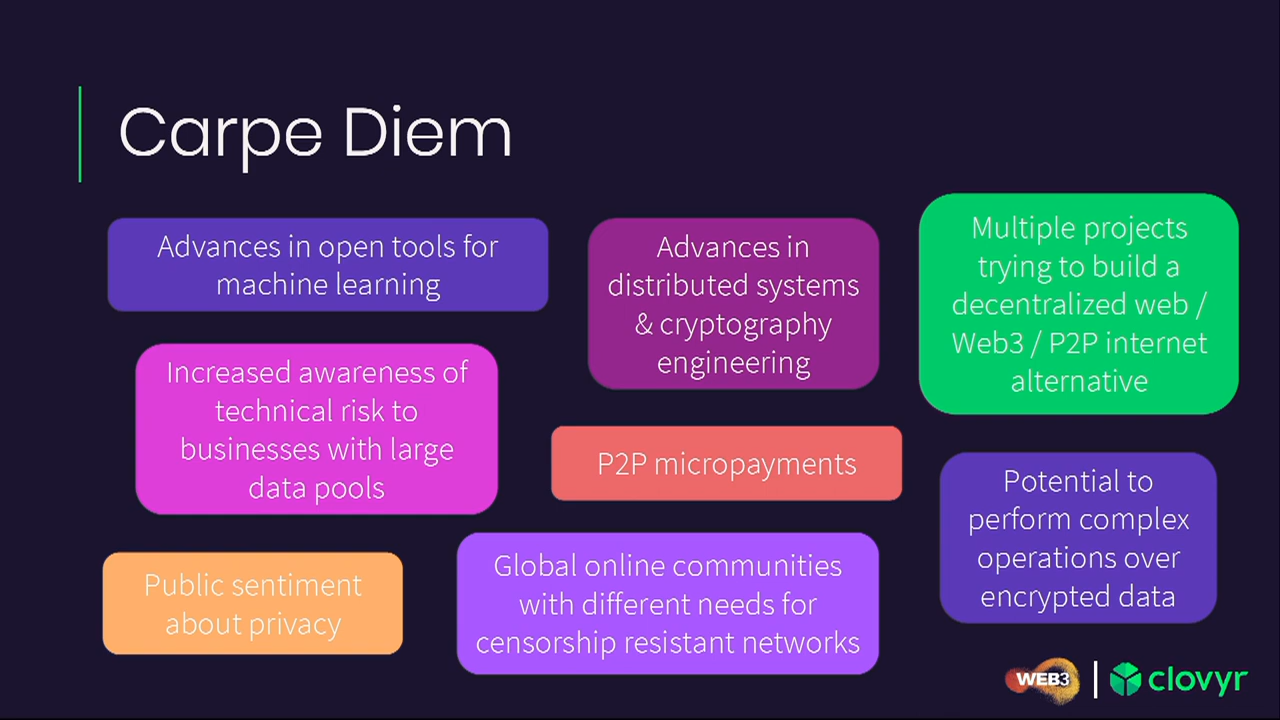 Carpe Diem
Advances in open tools for
machine learning
Advances in
distributed systems
& cryptography
engineering
Multiple projects
trying to build a
decentralized web /
Web3 / P2P internet
alternative
Increased awareness of
technical risk to
businesses with large
data pools
P2P micropayments
Potential to
perform complex
operations over
encrypted data
Public sentiment
about privacy
Global online communities
with different needs for
censorship resistant networks
WEB3
clovyr